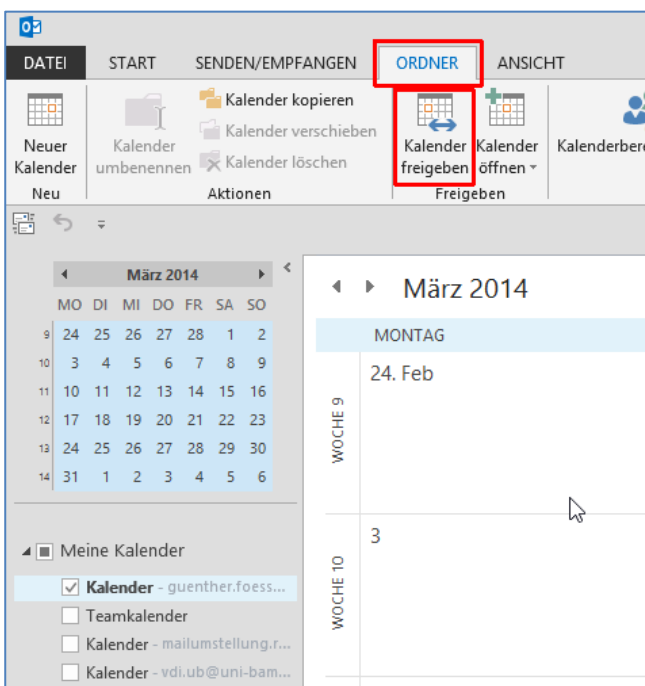 DATEI START SENDEN/EMPFANGEN ORDNER ANSICHT
Neuer Kalender
Kalender umbenennen
Kalender kopieren
Kalender verschieben
Kalender löschen
Kalender freigeben
Kalender öffnen
Kalenderbere
Neu Aktionen Freigeben
März 2014
MO DI MI DO FR SA SO
9 24 25 26 27 28 1 2
10 3 4 5 6 7 8 9
11 10 11 12 13 14 15 16
12 17 18 19 20 21 22 23
13 24 25 26 27 28 29 30
14 31 1 2 3 4 5 6
Meine Kalender
Kalender - guenther.foess...
Teamkalender
Kalender - mailumstellung.r...
Kalender - vdi.ub@uni-bam...
März 2014
MONTAG
WOCHE 9
24. Feb
WOCHE 10
3